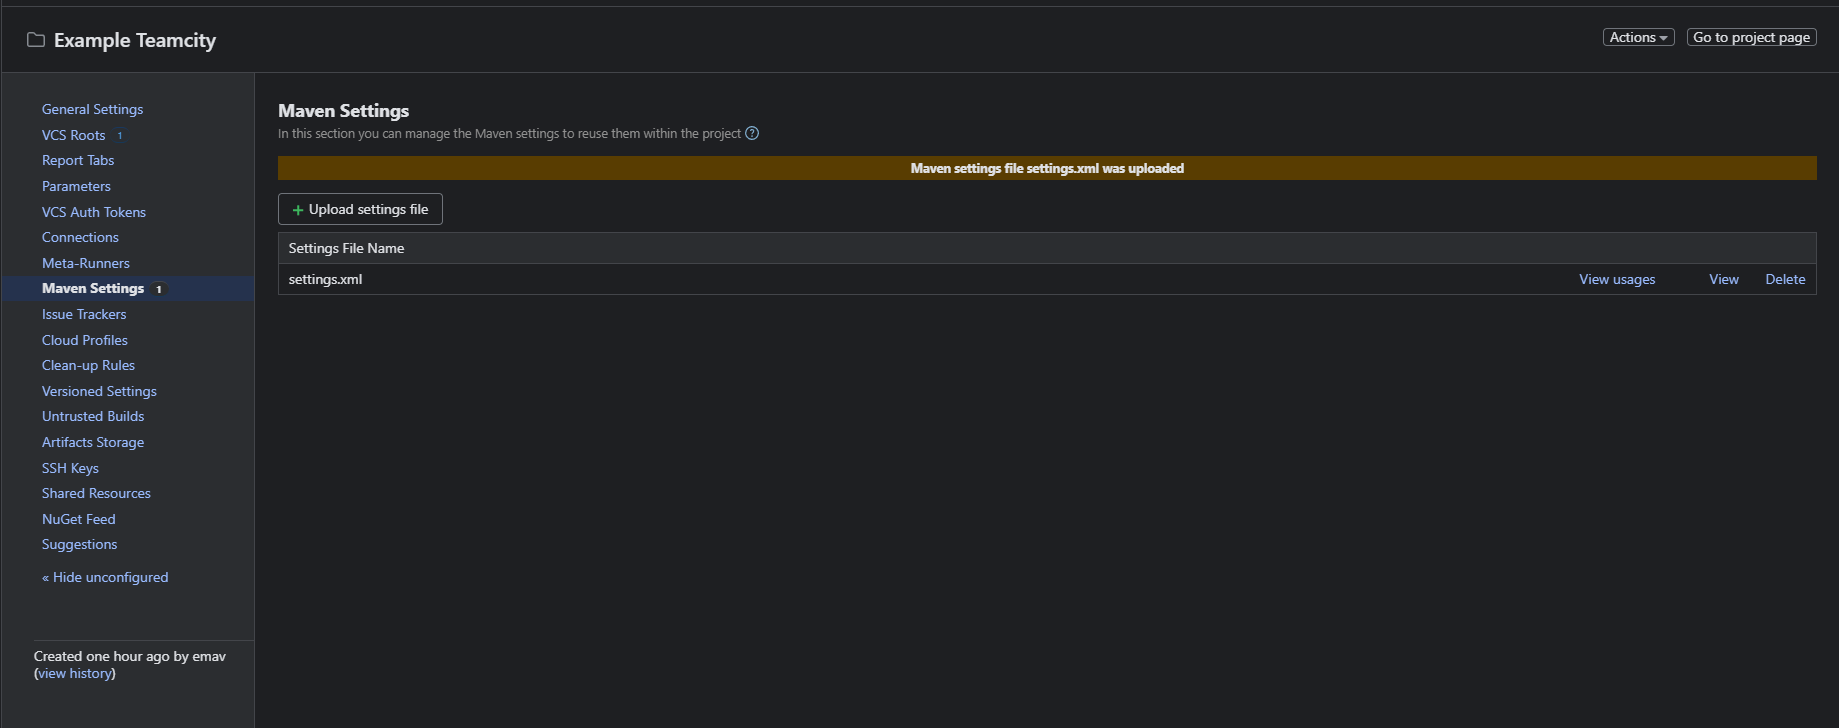 Example Teamcity
Actions
Go to project page
General Settings
VCS Roots 1
Report Tabs
Parameters
VCS Auth Tokens
Connections
Meta-Runners
Maven Settings 1
Issue Trackers
Cloud Profiles
Clean-up Rules
Versioned Settings
Untrusted Builds
Artifacts Storage
SSH Keys
Shared Resources
NuGet Feed
Suggestions
« Hide unconfigured
Created one hour ago by emav
(view history)
Maven Settings
In this section you can manage the Maven settings to reuse them within the project ?
Maven settings file settings.xml was uploaded
+ Upload settings file
Settings File Name
settings.xml View usages View Delete